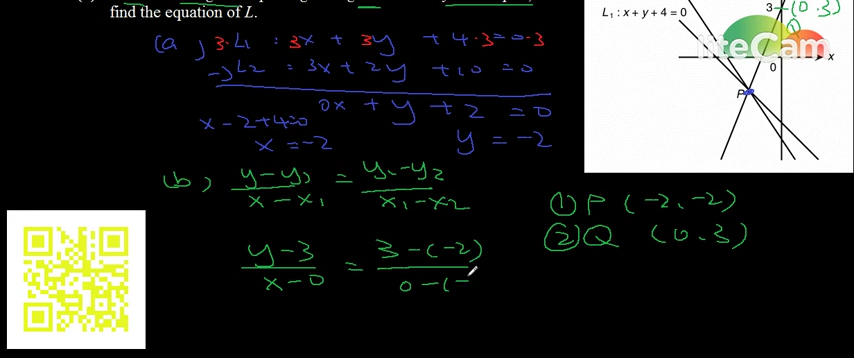 find the equation of L.
L₁ : x + y + 4 = 0
3 (0.3)
①
liteCam
x
0
P
(a) 3·L₁ : 3x + 3y + 4·3 = 0·3
-) L2 : 3x + 2y + 10 = 0
0x + y + 2 = 0
x - 2 + 4 = 0
x = -2
y = -2
(b) y - y₁ / x - x₁ = y₁ - y₂ / x₁ - x₂
① P (-2, -2)
② Q (0.3)
y - 3 / x - 0 = 3 - (-2) / 0 - (-